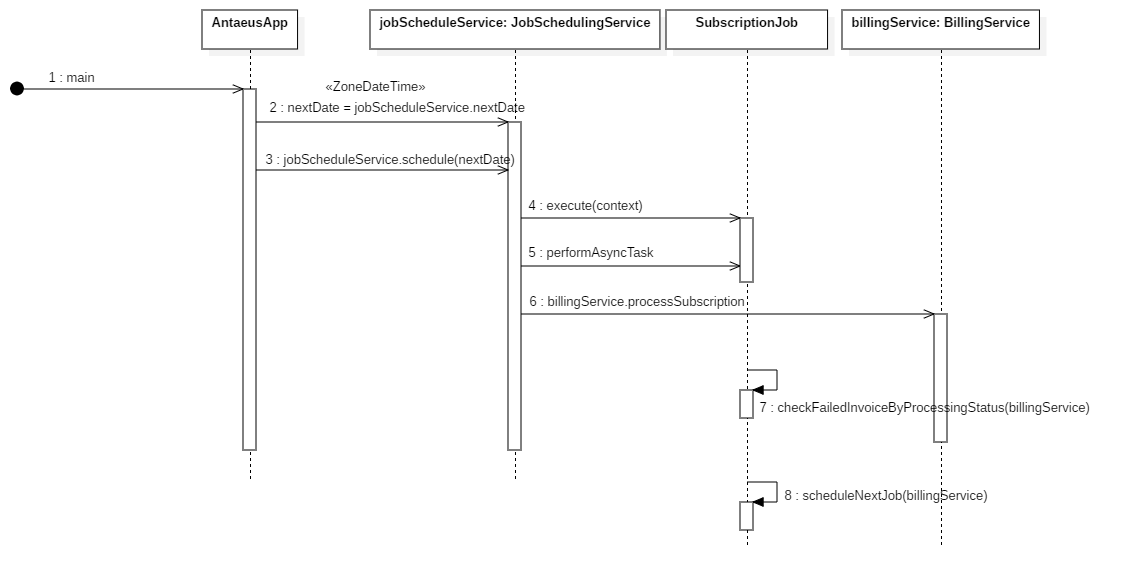 AntaeusApp
jobScheduleService: JobSchedulingService
SubscriptionJob
billingService: BillingService
1 : main
«ZoneDateTime»
2 : nextDate = jobScheduleService.nextDate
3 : jobScheduleService.schedule(nextDate)
4 : execute(context)
5 : performAsyncTask
6 : billingService.processSubscription
7 : checkFailedInvoiceByProcessingStatus(billingService)
8 : scheduleNextJob(billingService)